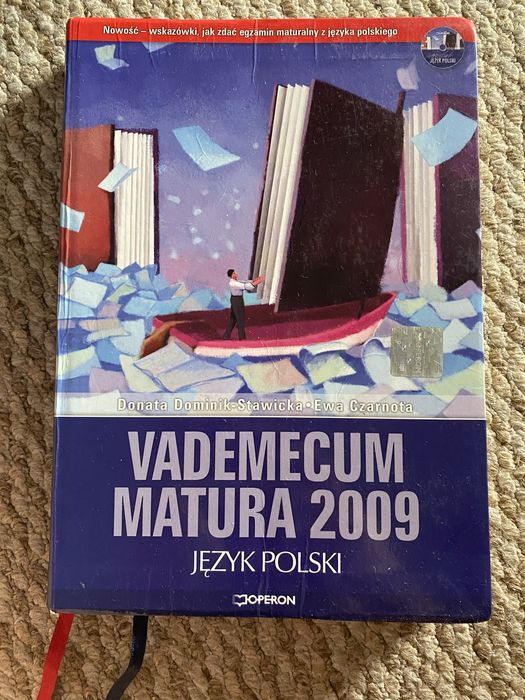 Nowość – wskazówki, jak zdać egzamin maturalny z języka polskiego
JĘZYK POLSKI
Donata Dominik-Stawicka • Ewa Czarnota
VADEMECUM
MATURA 2009
JĘZYK POLSKI
OPERON